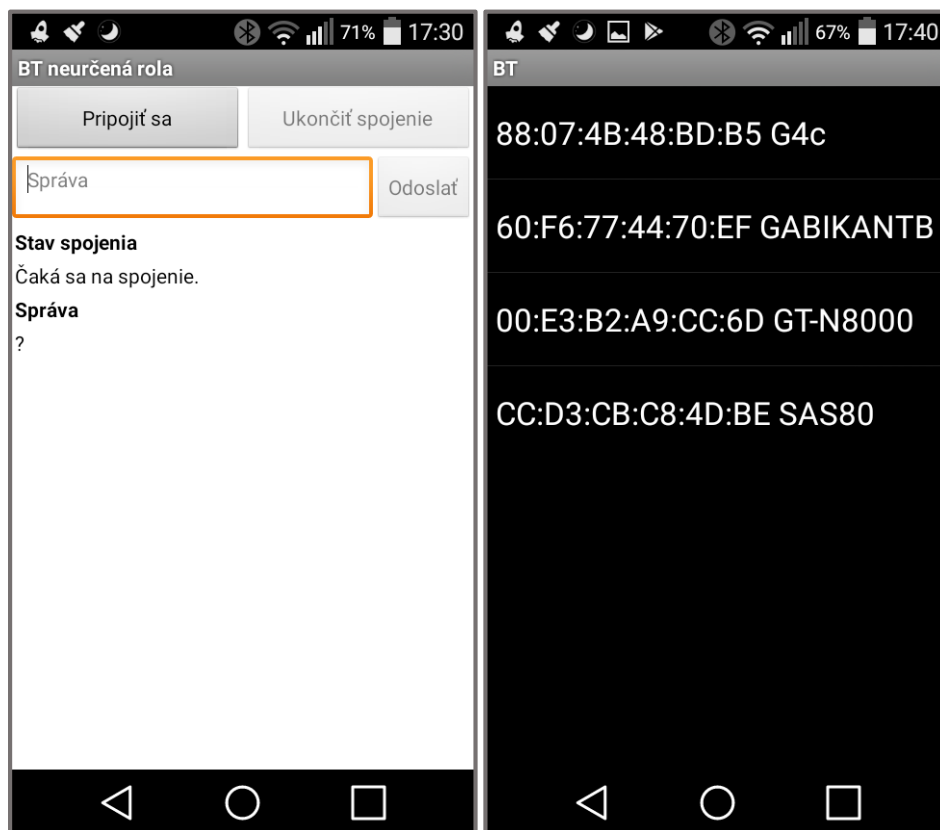 71% 17:30
BT neurčená rola
Pripojiť sa
Ukončiť spojenie
Správa
Odoslať
Stav spojenia
Čaká sa na spojenie.
Správa
?
67% 17:40
BT
88:07:4B:48:BD:B5 G4c
60:F6:77:44:70:EF GABIKANTB
00:E3:B2:A9:CC:6D GT-N8000
CC:D3:CB:C8:4D:BE SAS80